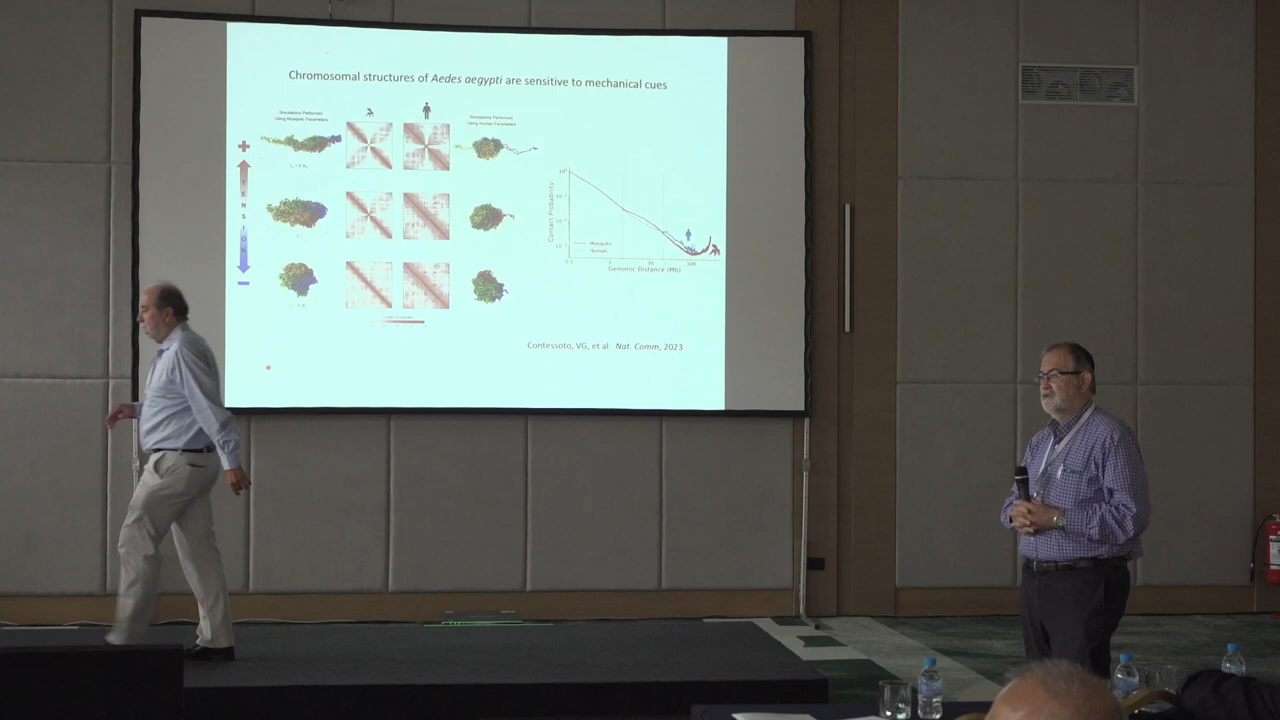 Chromosomal structures of Aedes aegypti are sensitive to mechanical cues
Simulations Performed
Using Mosquito Parameters
Simulations Performed
Using Human Parameters
TENSION
Contact Probability
Mosquito
Human
Genomic Distance (Mb)
Contessoto, VG, et al. Nat. Comm, 2023